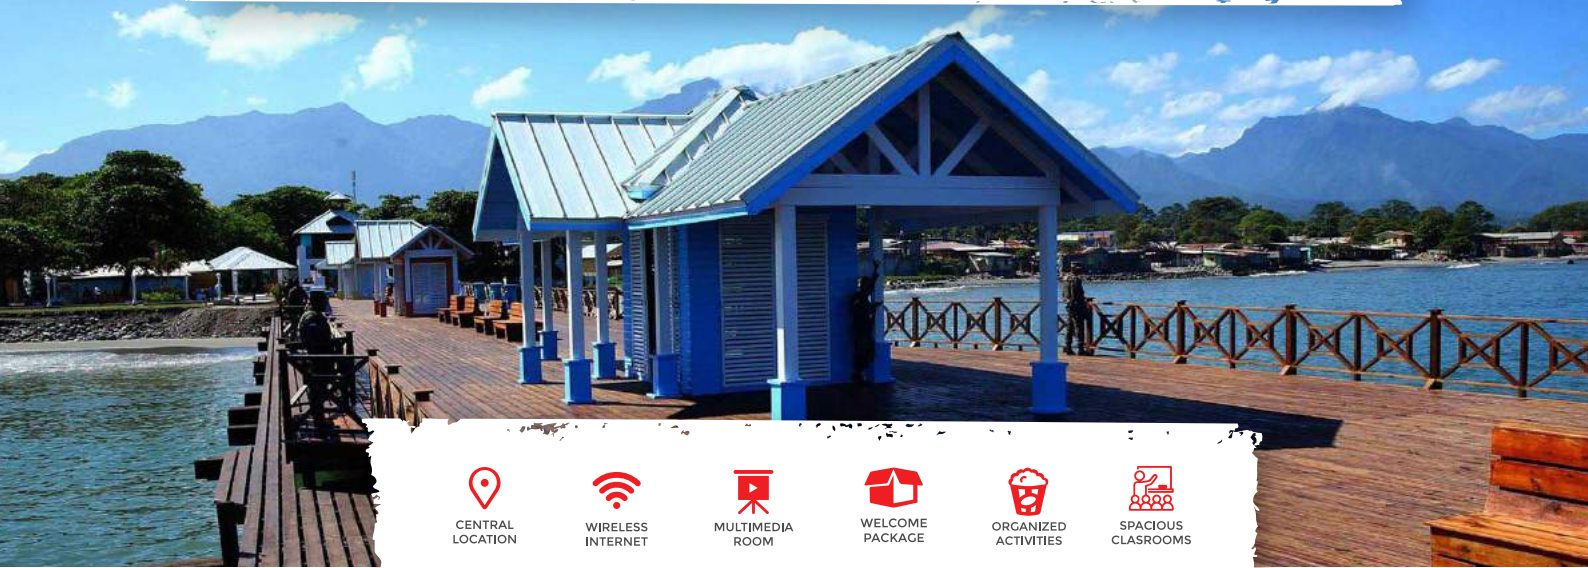 CENTRAL
LOCATION
WIRELESS
INTERNET
MULTIMEDIA
ROOM
WELCOME
PACKAGE
ORGANIZED
ACTIVITIES
SPACIOUS
CLASROOMS